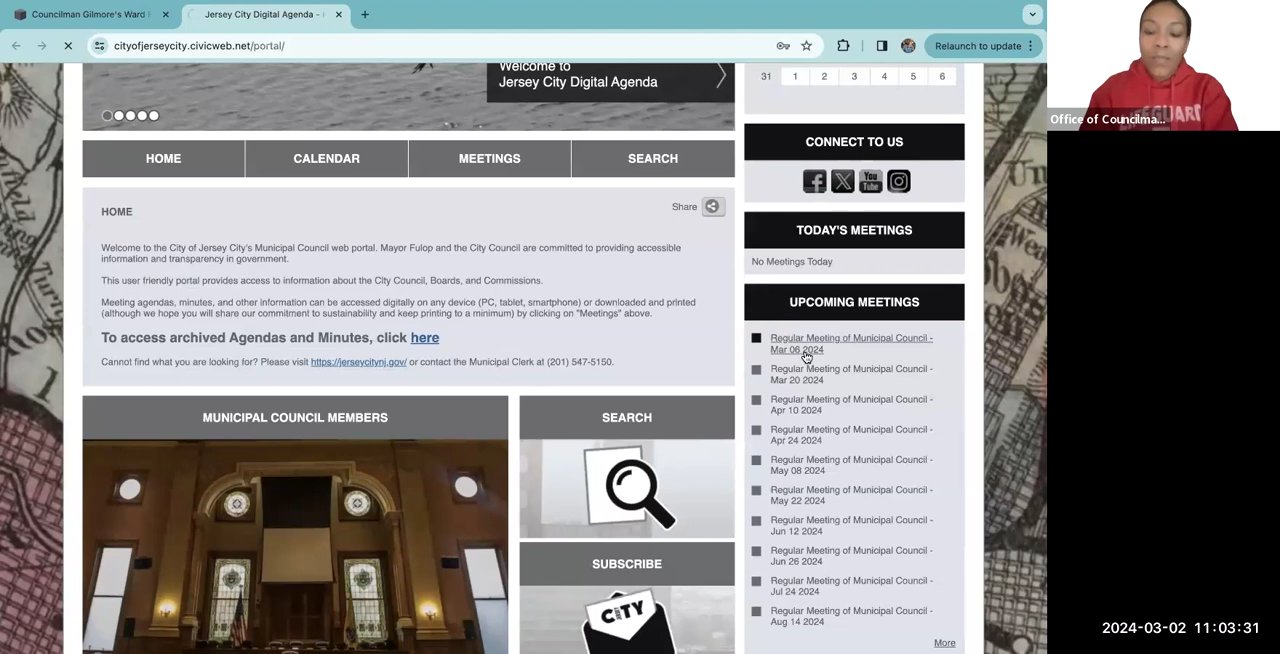 Councilman Gilmore's Ward
Jersey City Digital Agenda -
cityofjerseycity.civicweb.net/portal/
Relaunch to update
Welcome to
Jersey City Digital Agenda
31 1 2 3 4 5 6
CONNECT TO US
You
Tube
TODAY'S MEETINGS
No Meetings Today
HOME
CALENDAR
MEETINGS
SEARCH
HOME
Share
Welcome to the City of Jersey City's Municipal Council web portal. Mayor Fulop and the City Council are committed to providing accessible
information and transparency in government.
This user friendly portal provides access to information about the City Council, Boards, and Commissions.
Meeting agendas, minutes, and other information can be accessed digitally on any device (PC, tablet, smartphone) or downloaded and printed
(although we hope you will share our commitment to sustainability and keep printing to a minimum) by clicking on "Meetings" above.
To access archived Agendas and Minutes, click here
Cannot find what you are looking for? Please visit https://jerseycitynj.gov/ or contact the Municipal Clerk at (201) 547-5150.
MUNICIPAL COUNCIL MEMBERS
SEARCH
SUBSCRIBE
CITY
UPCOMING MEETINGS
Regular Meeting of Municipal Council -
Mar 06 2024
Regular Meeting of Municipal Council -
Mar 20 2024
Regular Meeting of Municipal Council -
Apr 10 2024
Regular Meeting of Municipal Council -
Apr 24 2024
Regular Meeting of Municipal Council -
May 08 2024
Regular Meeting of Municipal Council -
May 22 2024
Regular Meeting of Municipal Council -
Jun 12 2024
Regular Meeting of Municipal Council -
Jun 26 2024
Regular Meeting of Municipal Council -
Jul 24 2024
Regular Meeting of Municipal Council -
Aug 14 2024
More
Office of Councilma...
2024-03-02 11:03:31